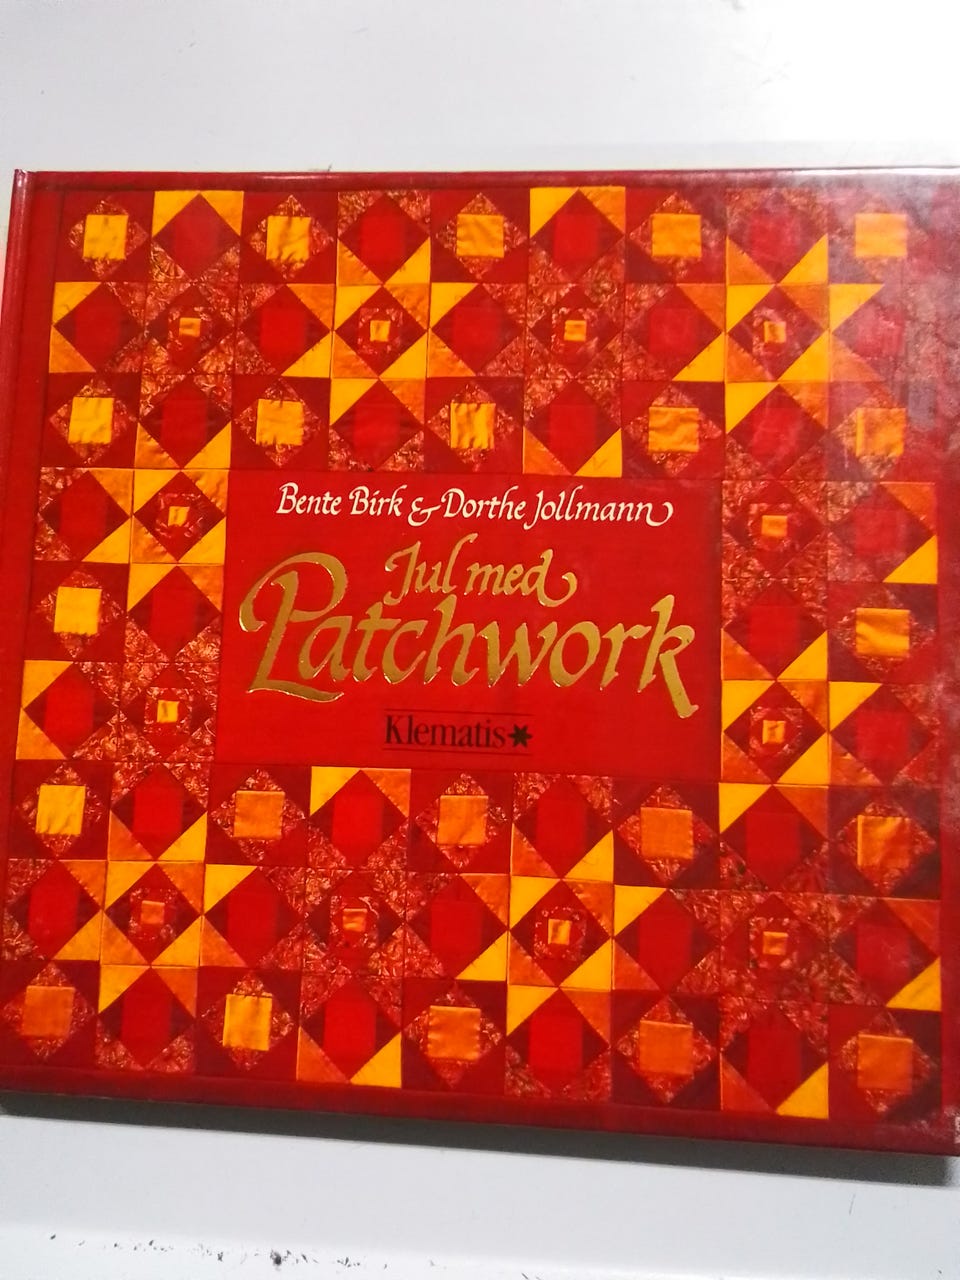 Bente Birk & Dorthe Jollmann
Jul med
Patchwork
Klematis